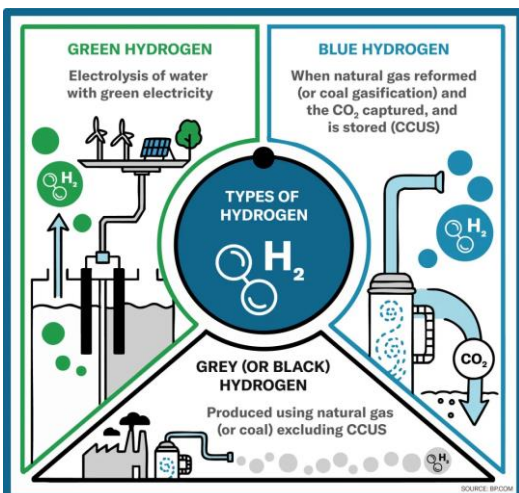 GREEN HYDROGEN
Electrolysis of water
with green electricity
BLUE HYDROGEN
When natural gas reformed
(or coal gasification) and
the CO₂ captured, and
is stored (CCUS)
H₂
TYPES OF
HYDROGEN
H₂
H₂
CO₂
GREY (OR BLACK)
HYDROGEN
Produced using natural gas
(or coal) excluding CCUS
H₂
SOURCE: BP.COM